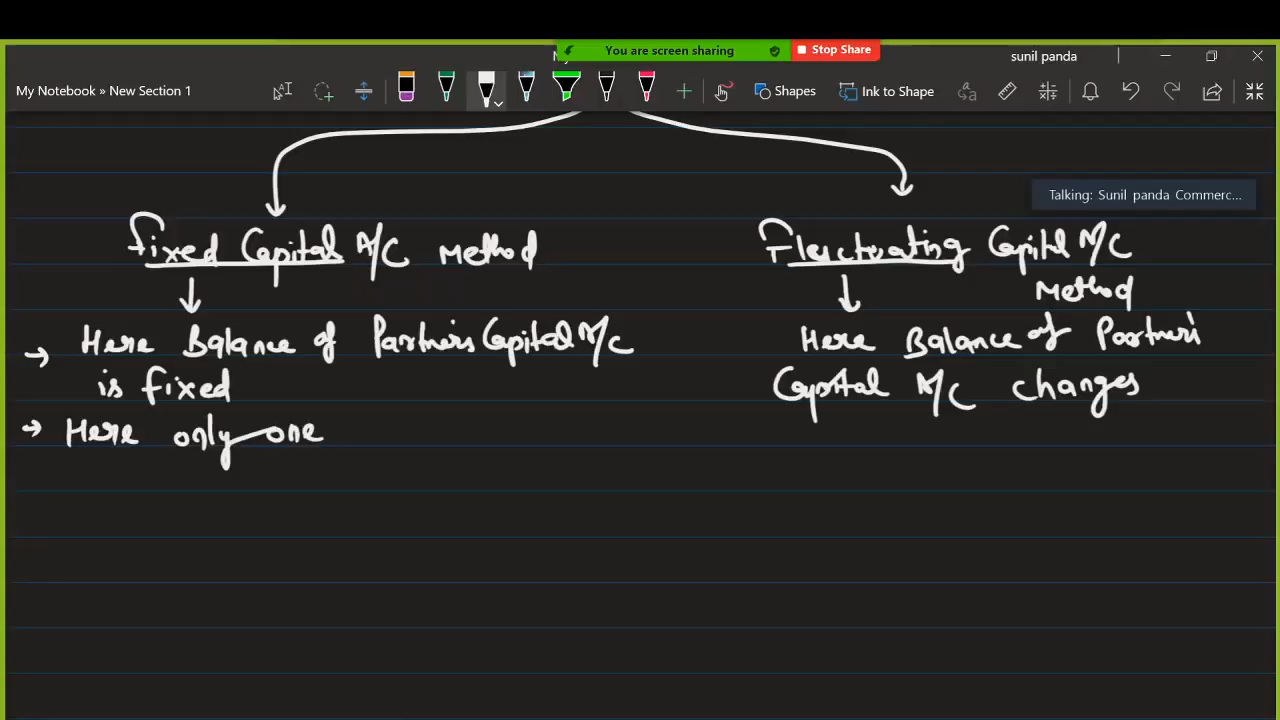 You are screen sharing
Stop Share
My
sunil panda
My Notebook » New Section 1
Shapes
Ink to Shape
Talking: Sunil panda Commerc...
Fixed Capital A/C Method
Here Balance of Partners Capital A/C
is fixed
Here only one
Fluctuating Capital A/C
Method
Here Balance of Partners'
Capital A/C changes